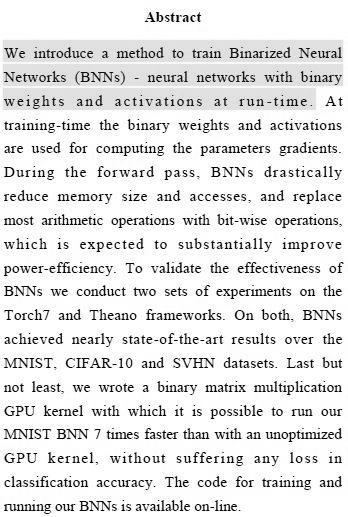 Abstract
We introduce a method to train Binarized Neural
Networks (BNNs) - neural networks with binary
weights and activations at run-time. At
training-time the binary weights and activations
are used for computing the parameters gradients.
During the forward pass, BNNs drastically
reduce memory size and accesses, and replace
most arithmetic operations with bit-wise operations,
which is expected to substantially improve
power-efficiency. To validate the effectiveness of
BNNs we conduct two sets of experiments on the
Torch7 and Theano frameworks. On both, BNNs
achieved nearly state-of-the-art results over the
MNIST, CIFAR-10 and SVHN datasets. Last but
not least, we wrote a binary matrix multiplication
GPU kernel with which it is possible to run our
MNIST BNN 7 times faster than with an unoptimized
GPU kernel, without suffering any loss in
classification accuracy. The code for training and
running our BNNs is available on-line.